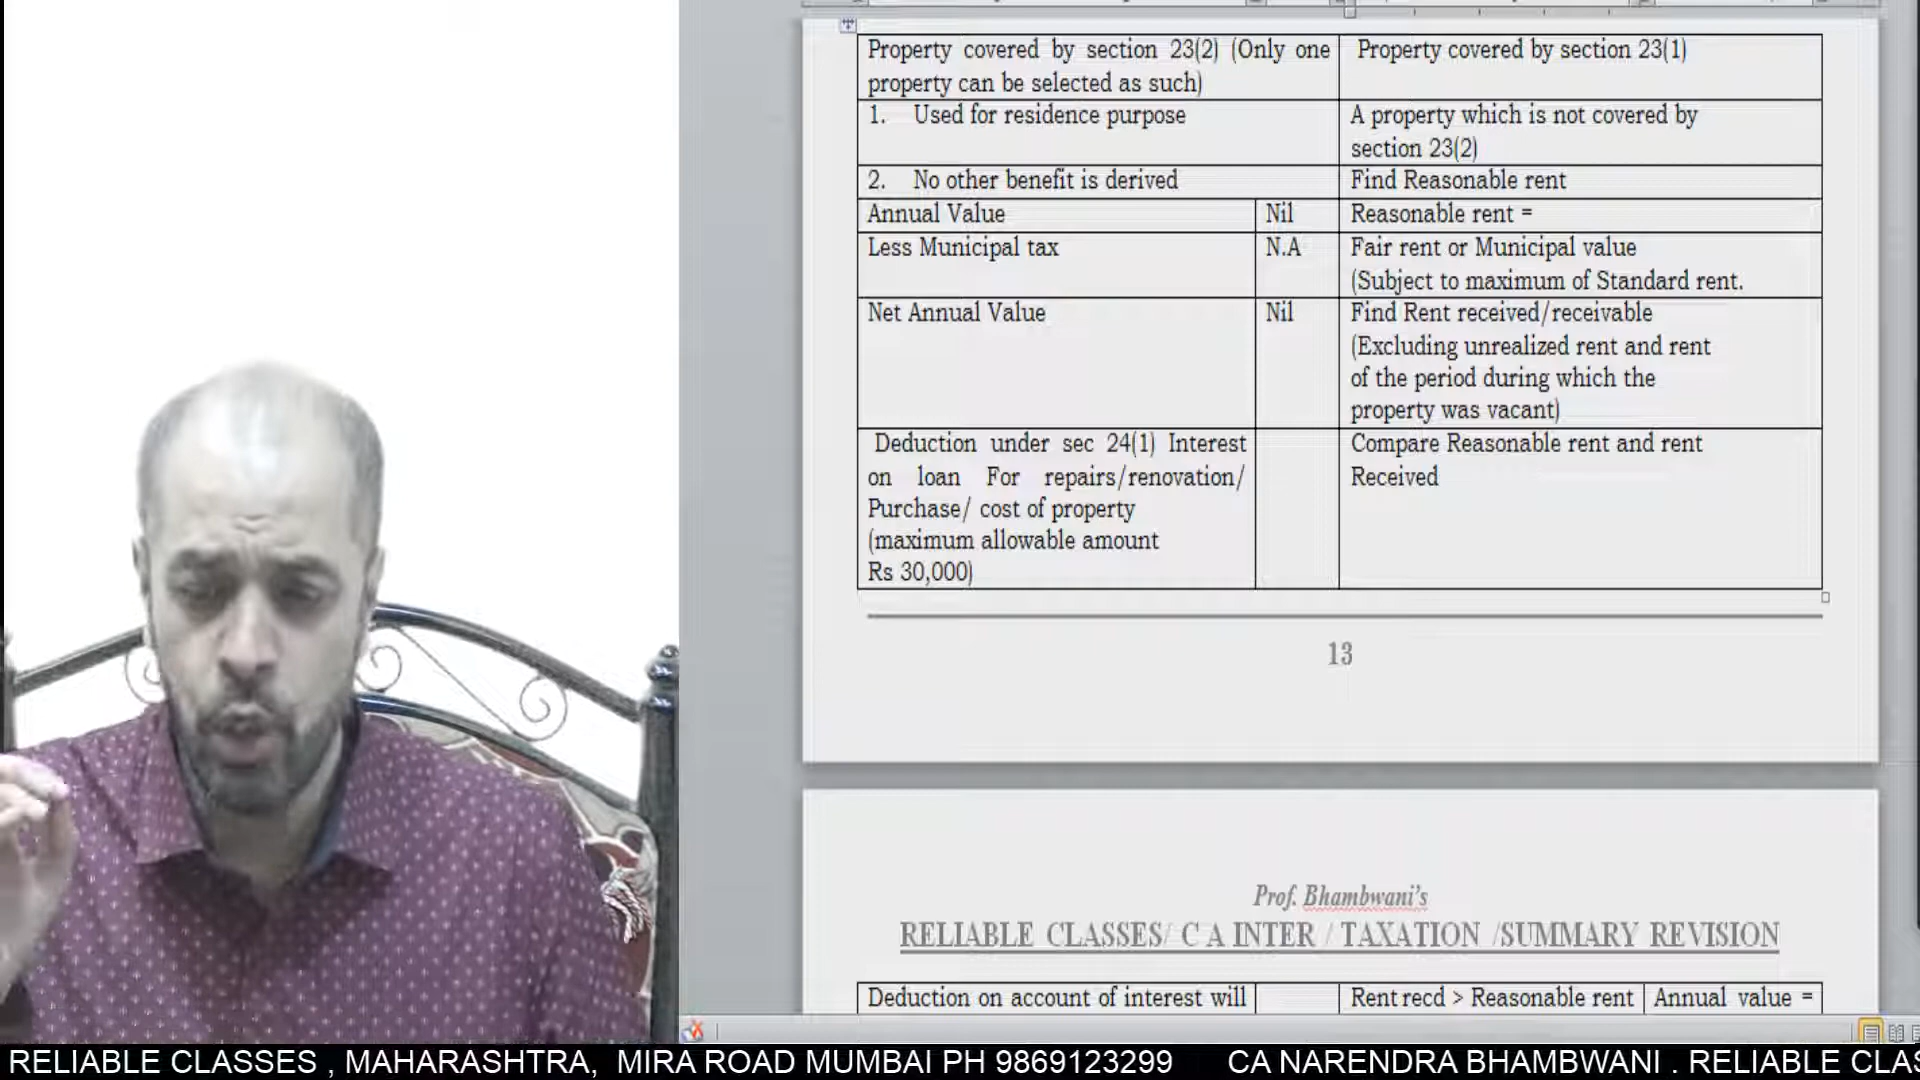 Property covered by section 23(2) (Only one
property can be selected as such)
Property covered by section 23(1)
1. Used for residence purpose
A property which is not covered by
section 23(2)
2. No other benefit is derived
Find Reasonable rent
Annual Value
Nil
Reasonable rent =
Less Municipal tax
N.A
Fair rent or Municipal value
(Subject to maximum of Standard rent.
Net Annual Value
Nil
Find Rent received/receivable
(Excluding unrealized rent and rent
of the period during which the
property was vacant)
Deduction under sec 24(1) Interest
on loan For repairs/renovation/
Purchase/ cost of property
(maximum allowable amount
Rs 30,000)
Compare Reasonable rent and rent
Received
13
Prof. Bhambwani's
RELIABLE CLASSES/ C A INTER / TAXATION /SUMMARY REVISION
Deduction on account of interest will
Rent recd > Reasonable rent
Annual value =
RELIABLE CLASSES , MAHARASHTRA, MIRA ROAD MUMBAI PH 9869123299 CA NARENDRA BHAMBWANI . RELIABLE CLAS